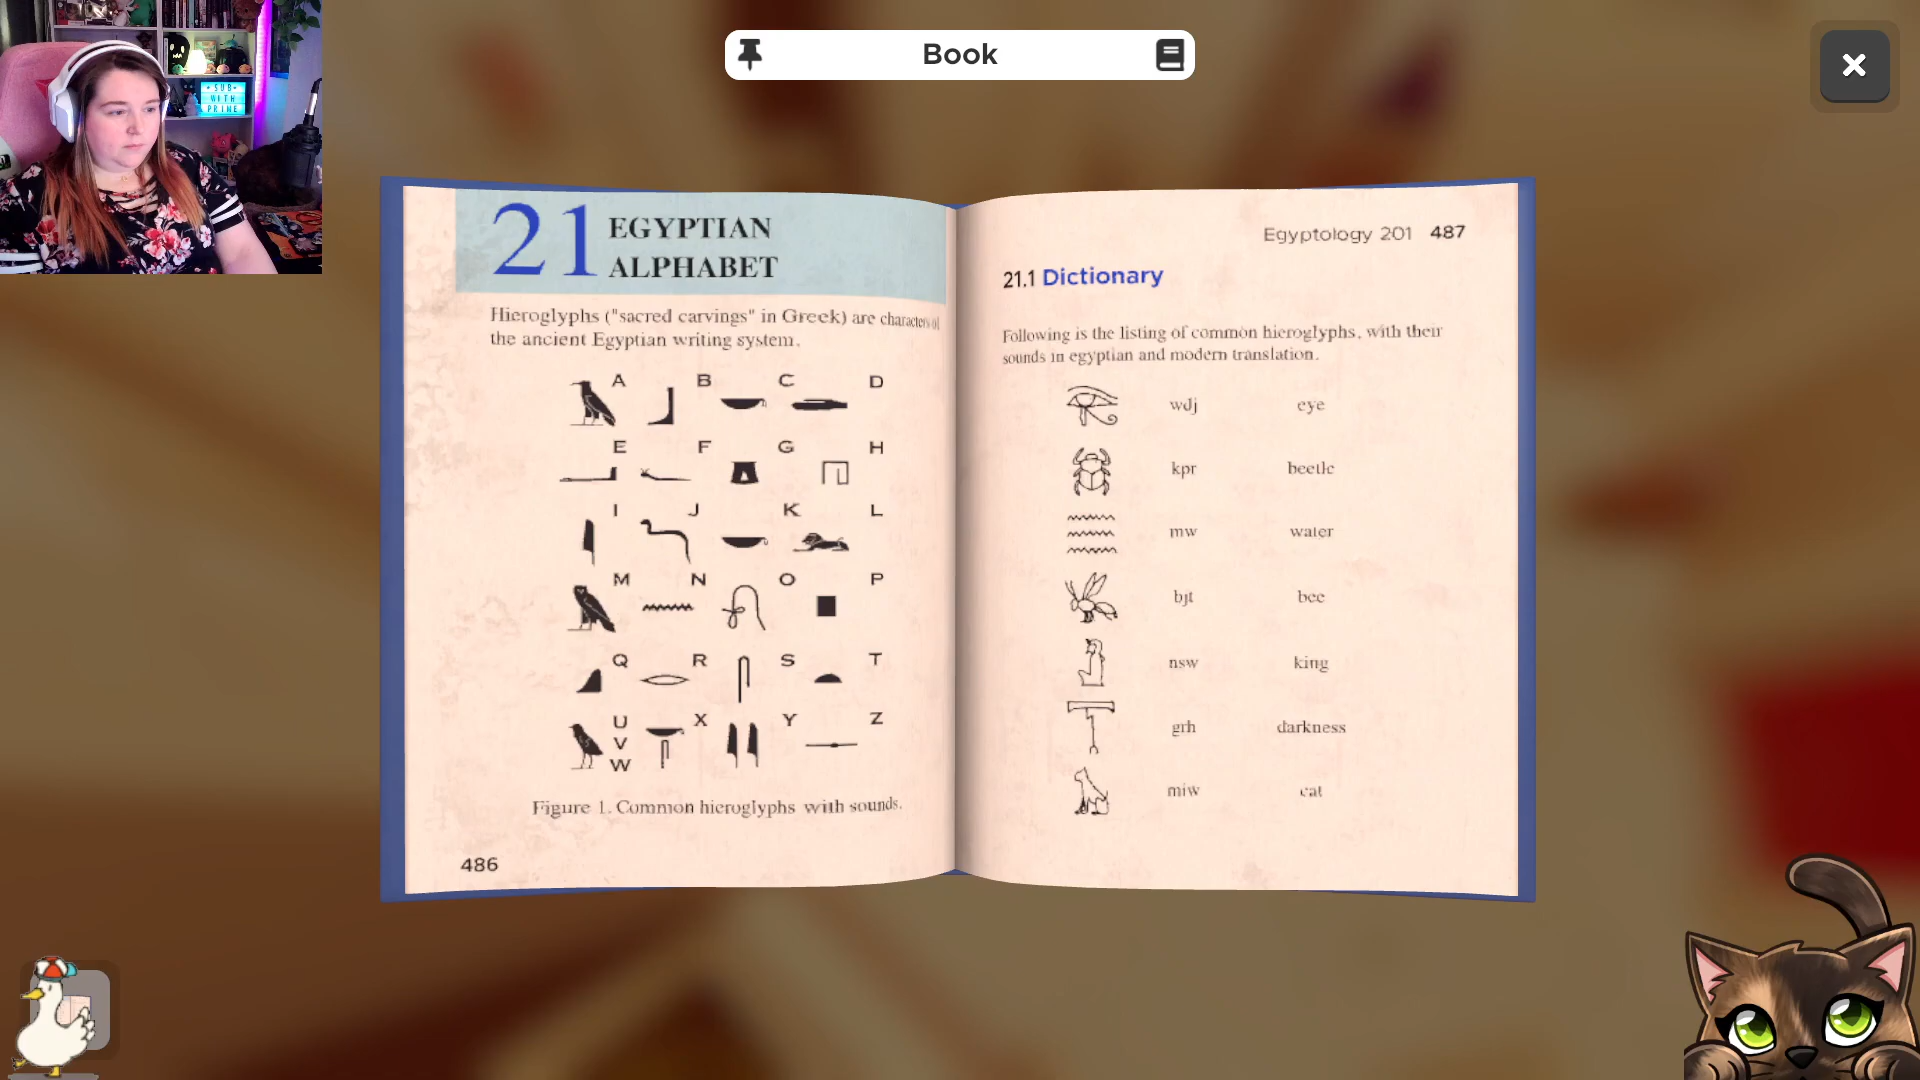 SUB
WITH
PRIME
Book
21 EGYPTIAN
ALPHABET
Hieroglyphs ("sacred carvings" in Greek) are characters of
the ancient Egyptian writing system.
A B C D
E F G H
I J K L
M N O P
Q R S T
U X Y Z
V
W
Figure 1. Common hieroglyphs with sounds.
486
Egyptology 201 487
21.1 Dictionary
Following is the listing of common hieroglyphs, with their
sounds in egyptian and modern translation.
wdj eye
kpr beetle
mw water
bjt bee
nsw king
grh darkness
miw cat